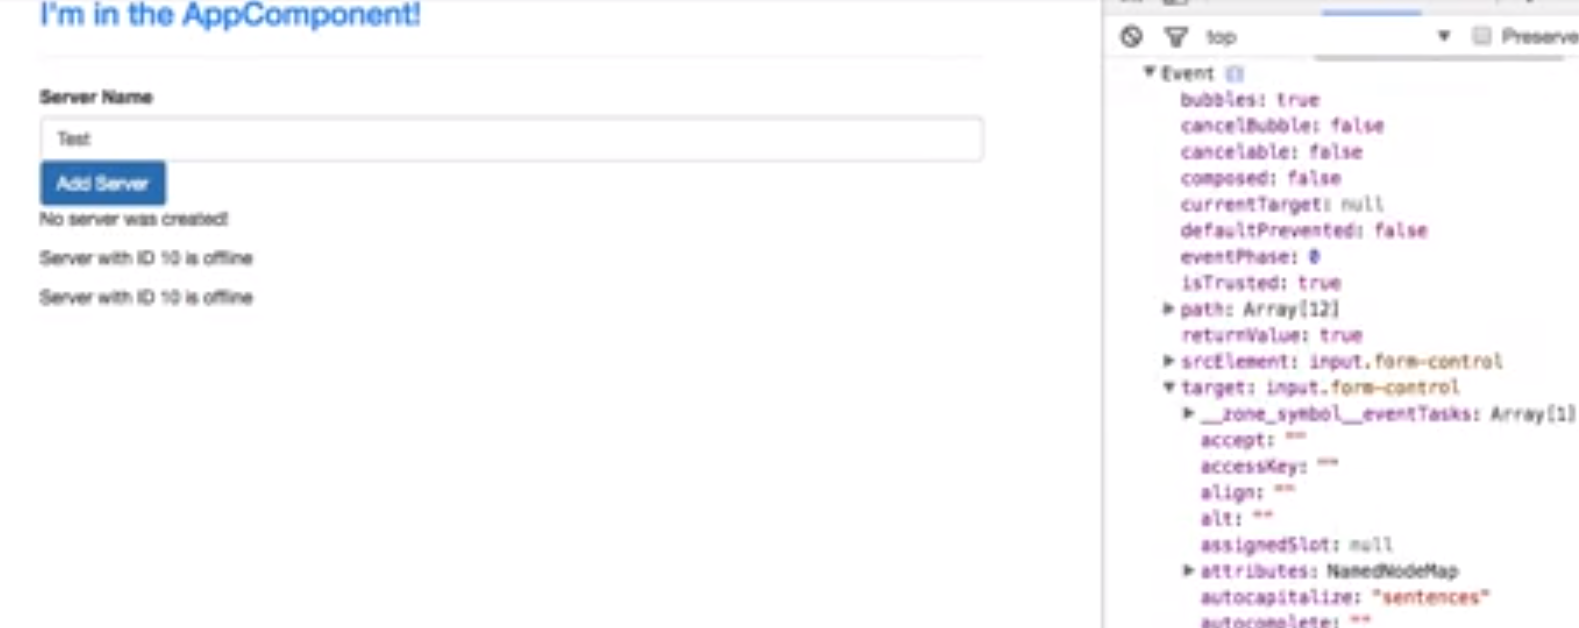 I'm in the AppComponent!
Server Name
Test
Add Server
No server was created!
Server with ID 10 is offline
Server with ID 10 is offline
top
Preserve
Event {}
bubbles: true
cancelBubble: false
cancelable: false
composed: false
currentTarget: null
defaultPrevented: false
eventPhase: 0
isTrusted: true
path: Array[12]
returnValue: true
srcElement: input.form-control
target: input.form-control
__zone_symbol__eventTasks: Array[1]
accept: ""
accessKey: ""
align: ""
alt: ""
assignedSlot: null
attributes: NamedNodeMap
autocapitalize: "sentences"
autocomplete: ""